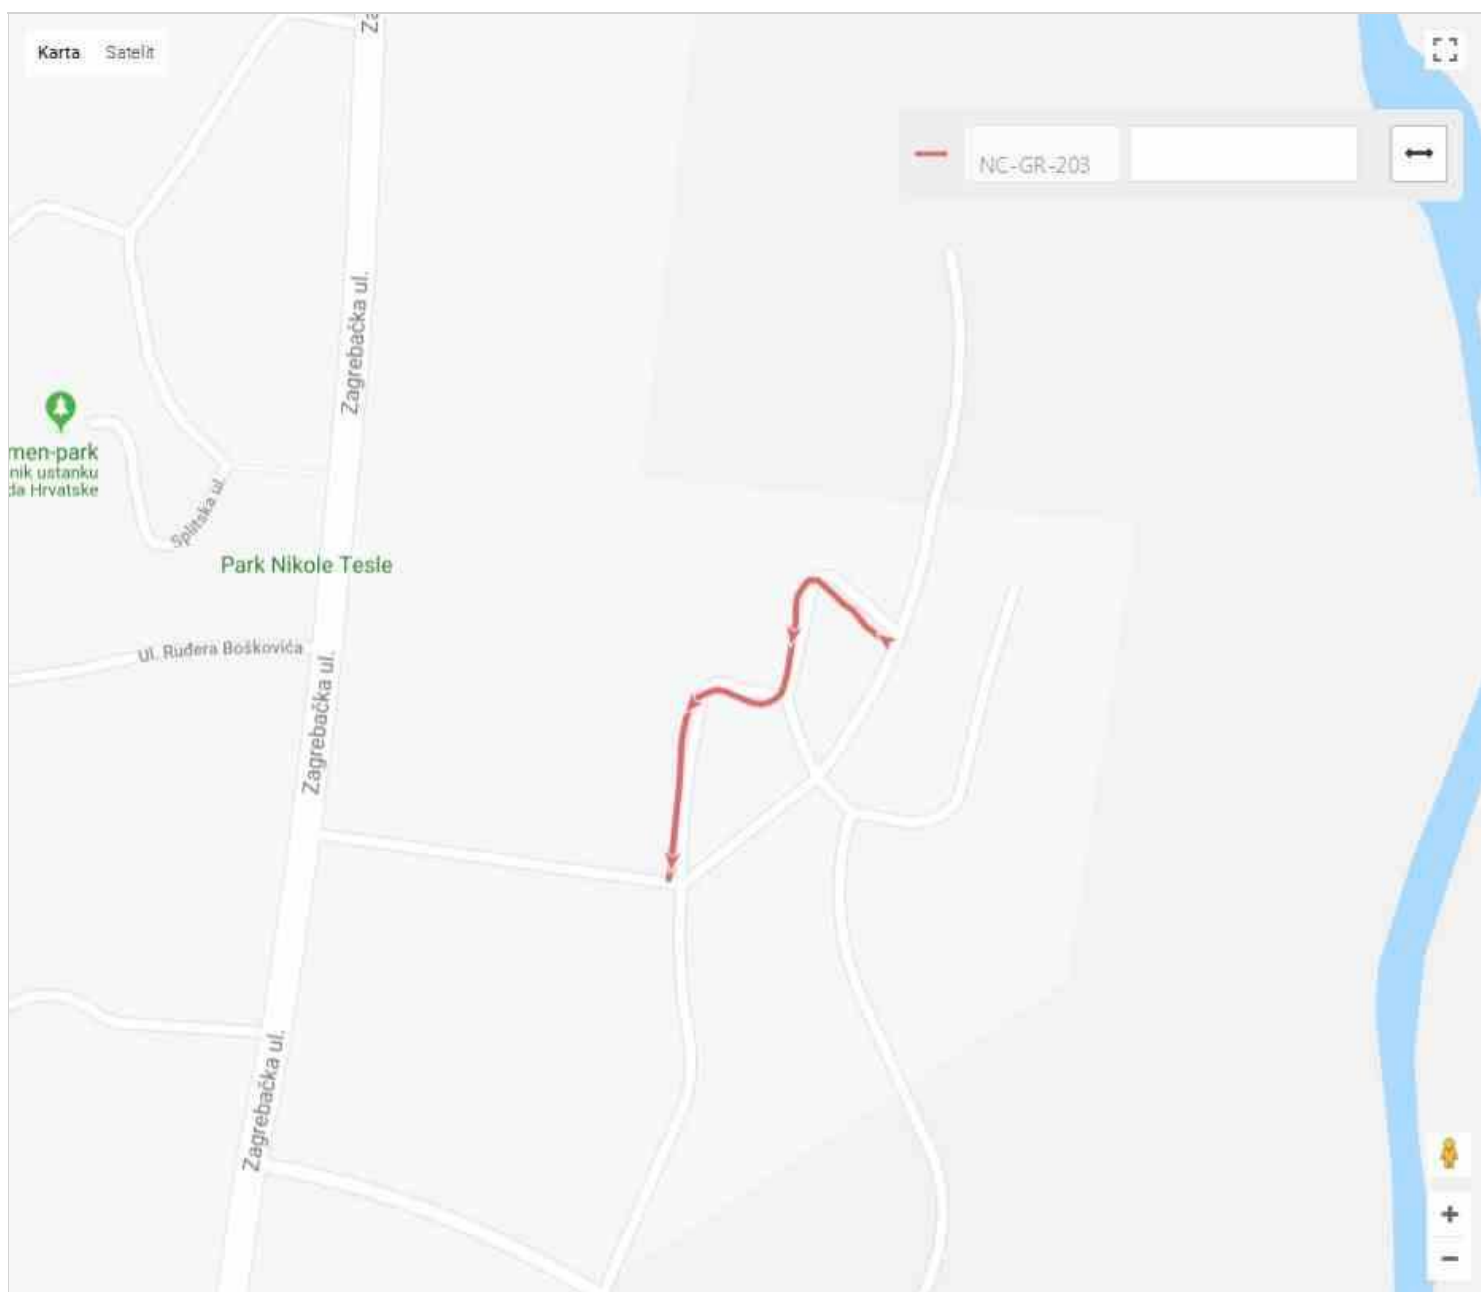 Za
Karta Satelit
NC-GR-203
Zagrebačka ul.
men-park
nik ustanku
da Hrvatske
Splitska ul.
Park Nikole Tesle
Ul. Ruđera Boškovića
Zagrebačka ul.
Zagrebačka ul.